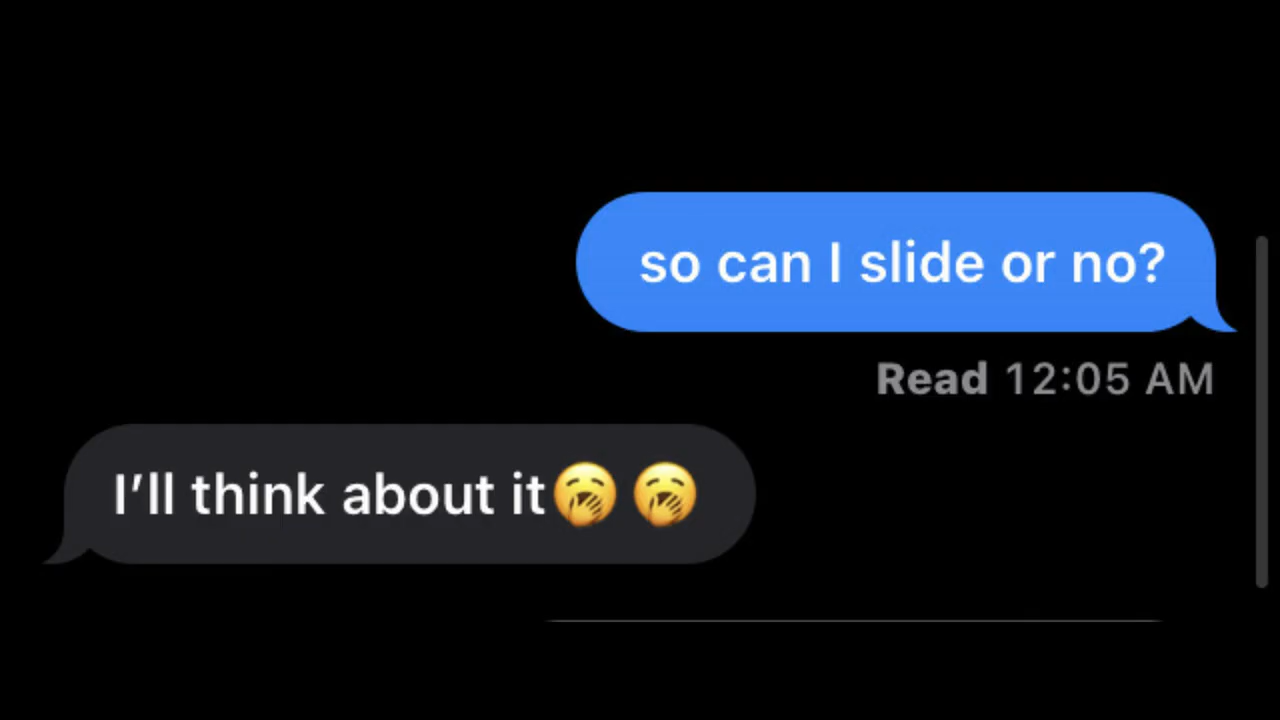 so can I slide or no?
Read 12:05 AM
I’ll think about it🥱🥱